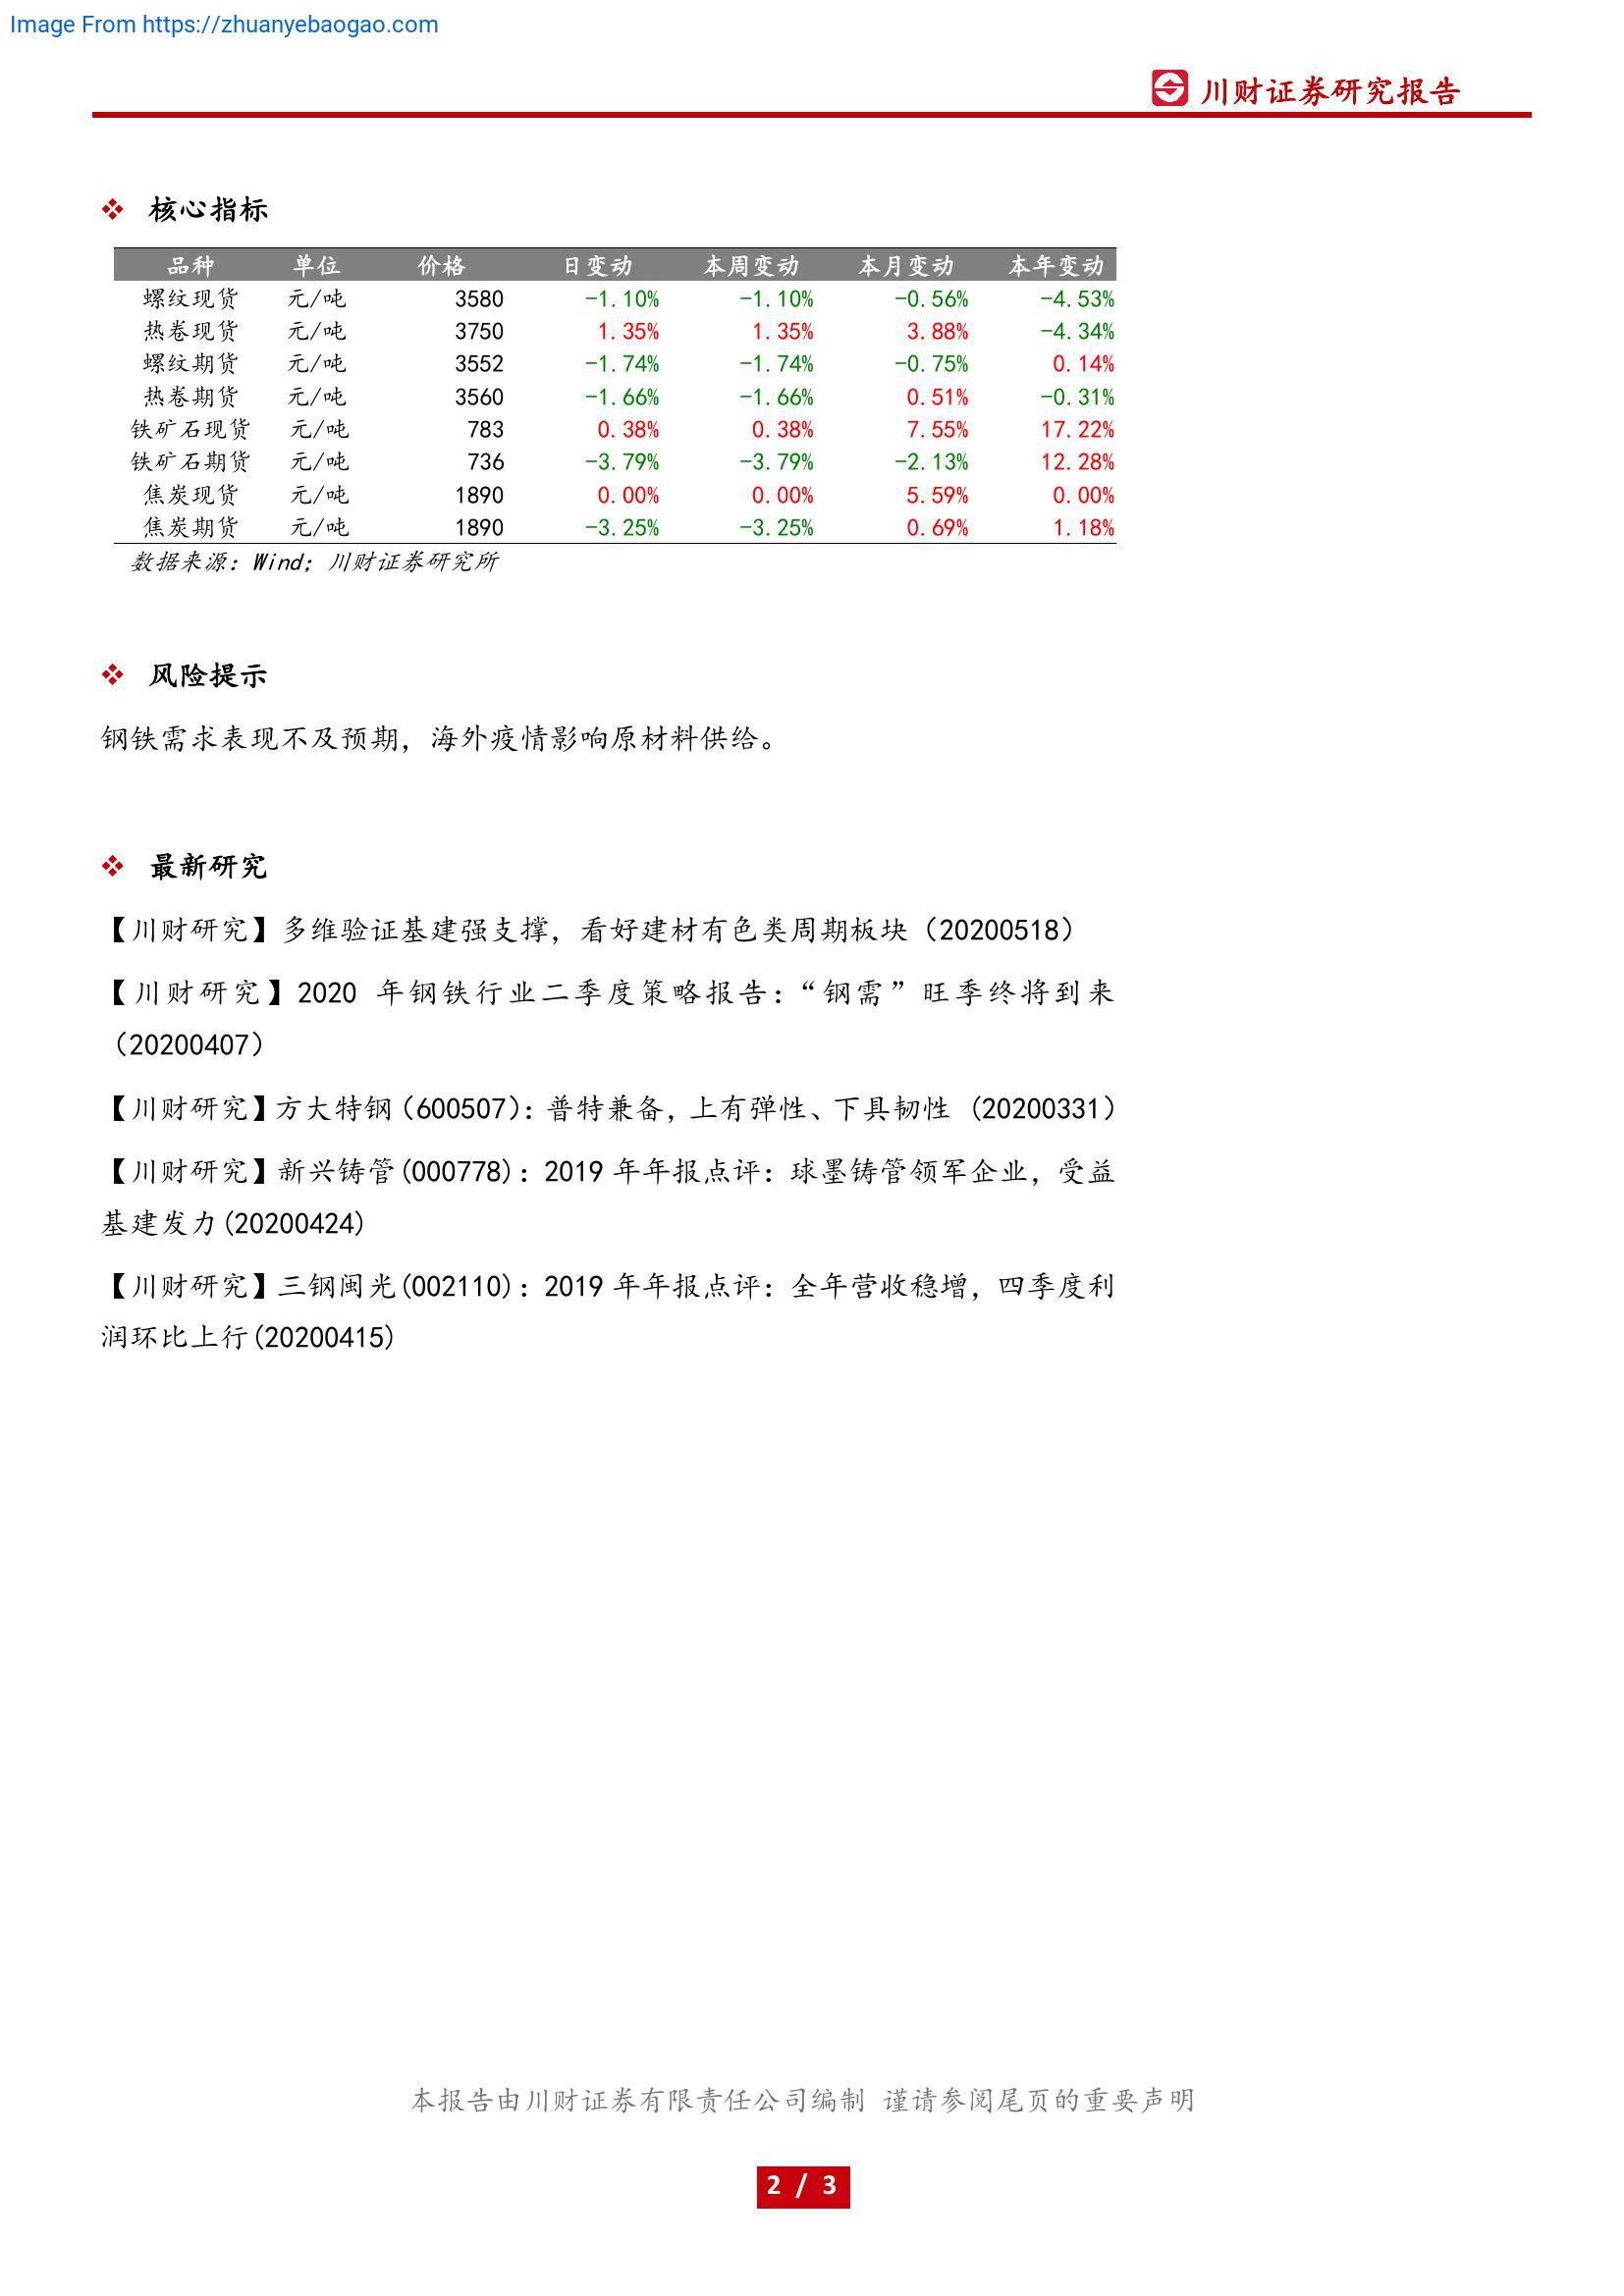 Image From https://zhuanyebaogao.com
川财证券研究报告
核心指标
品种 单位 价格 日变动 本周变动 本月变动 本年变动
螺纹现货 元/吨 3580 -1.10% -1.10% -0.56% -4.53%
热卷现货 元/吨 3750 1.35% 1.35% 3.88% -4.34%
螺纹期货 元/吨 3552 -1.74% -1.74% -0.75% 0.14%
热卷期货 元/吨 3560 -1.66% -1.66% 0.51% -0.31%
铁矿石现货 元/吨 783 0.38% 0.38% 7.55% 17.22%
铁矿石期货 元/吨 736 -3.79% -3.79% -2.13% 12.28%
焦炭现货 元/吨 1890 0.00% 0.00% 5.59% 0.00%
焦炭期货 元/吨 1890 -3.25% -3.25% 0.69% 1.18%
数据来源：Wind；川财证券研究所
风险提示
钢铁需求表现不及预期，海外疫情影响原材料供给。
最新研究
【川财研究】多维验证基建强支撑，看好建材有色类周期板块（20200518）
【川财研究】2020 年钢铁行业二季度策略报告：“钢需”旺季终将到来
（20200407）
【川财研究】方大特钢（600507）：普特兼备，上有弹性、下具韧性 （20200331）
【川财研究】新兴铸管(000778)：2019 年年报点评：球墨铸管领军企业，受益
基建发力(20200424)
【川财研究】三钢闽光(002110)：2019 年年报点评：全年营收稳增，四季度利
润环比上行(20200415)
本报告由川财证券有限责任公司编制 谨请参阅尾页的重要声明
2 / 3